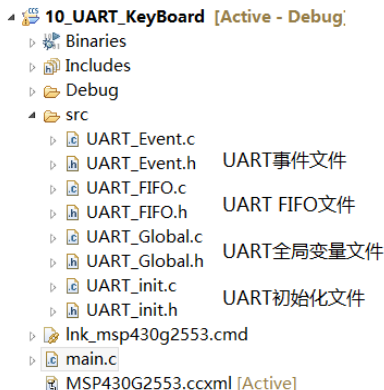 10_UART_KeyBoard [Active - Debug]
Binaries
Includes
Debug
src
UART_Event.c
UART_Event.h UART事件文件
UART_FIFO.c
UART_FIFO.h UART FIFO文件
UART_Global.c
UART_Global.h UART全局变量文件
UART_init.c
UART_init.h UART初始化文件
lnk_msp430g2553.cmd
main.c
MSP430G2553.ccxml [Active]